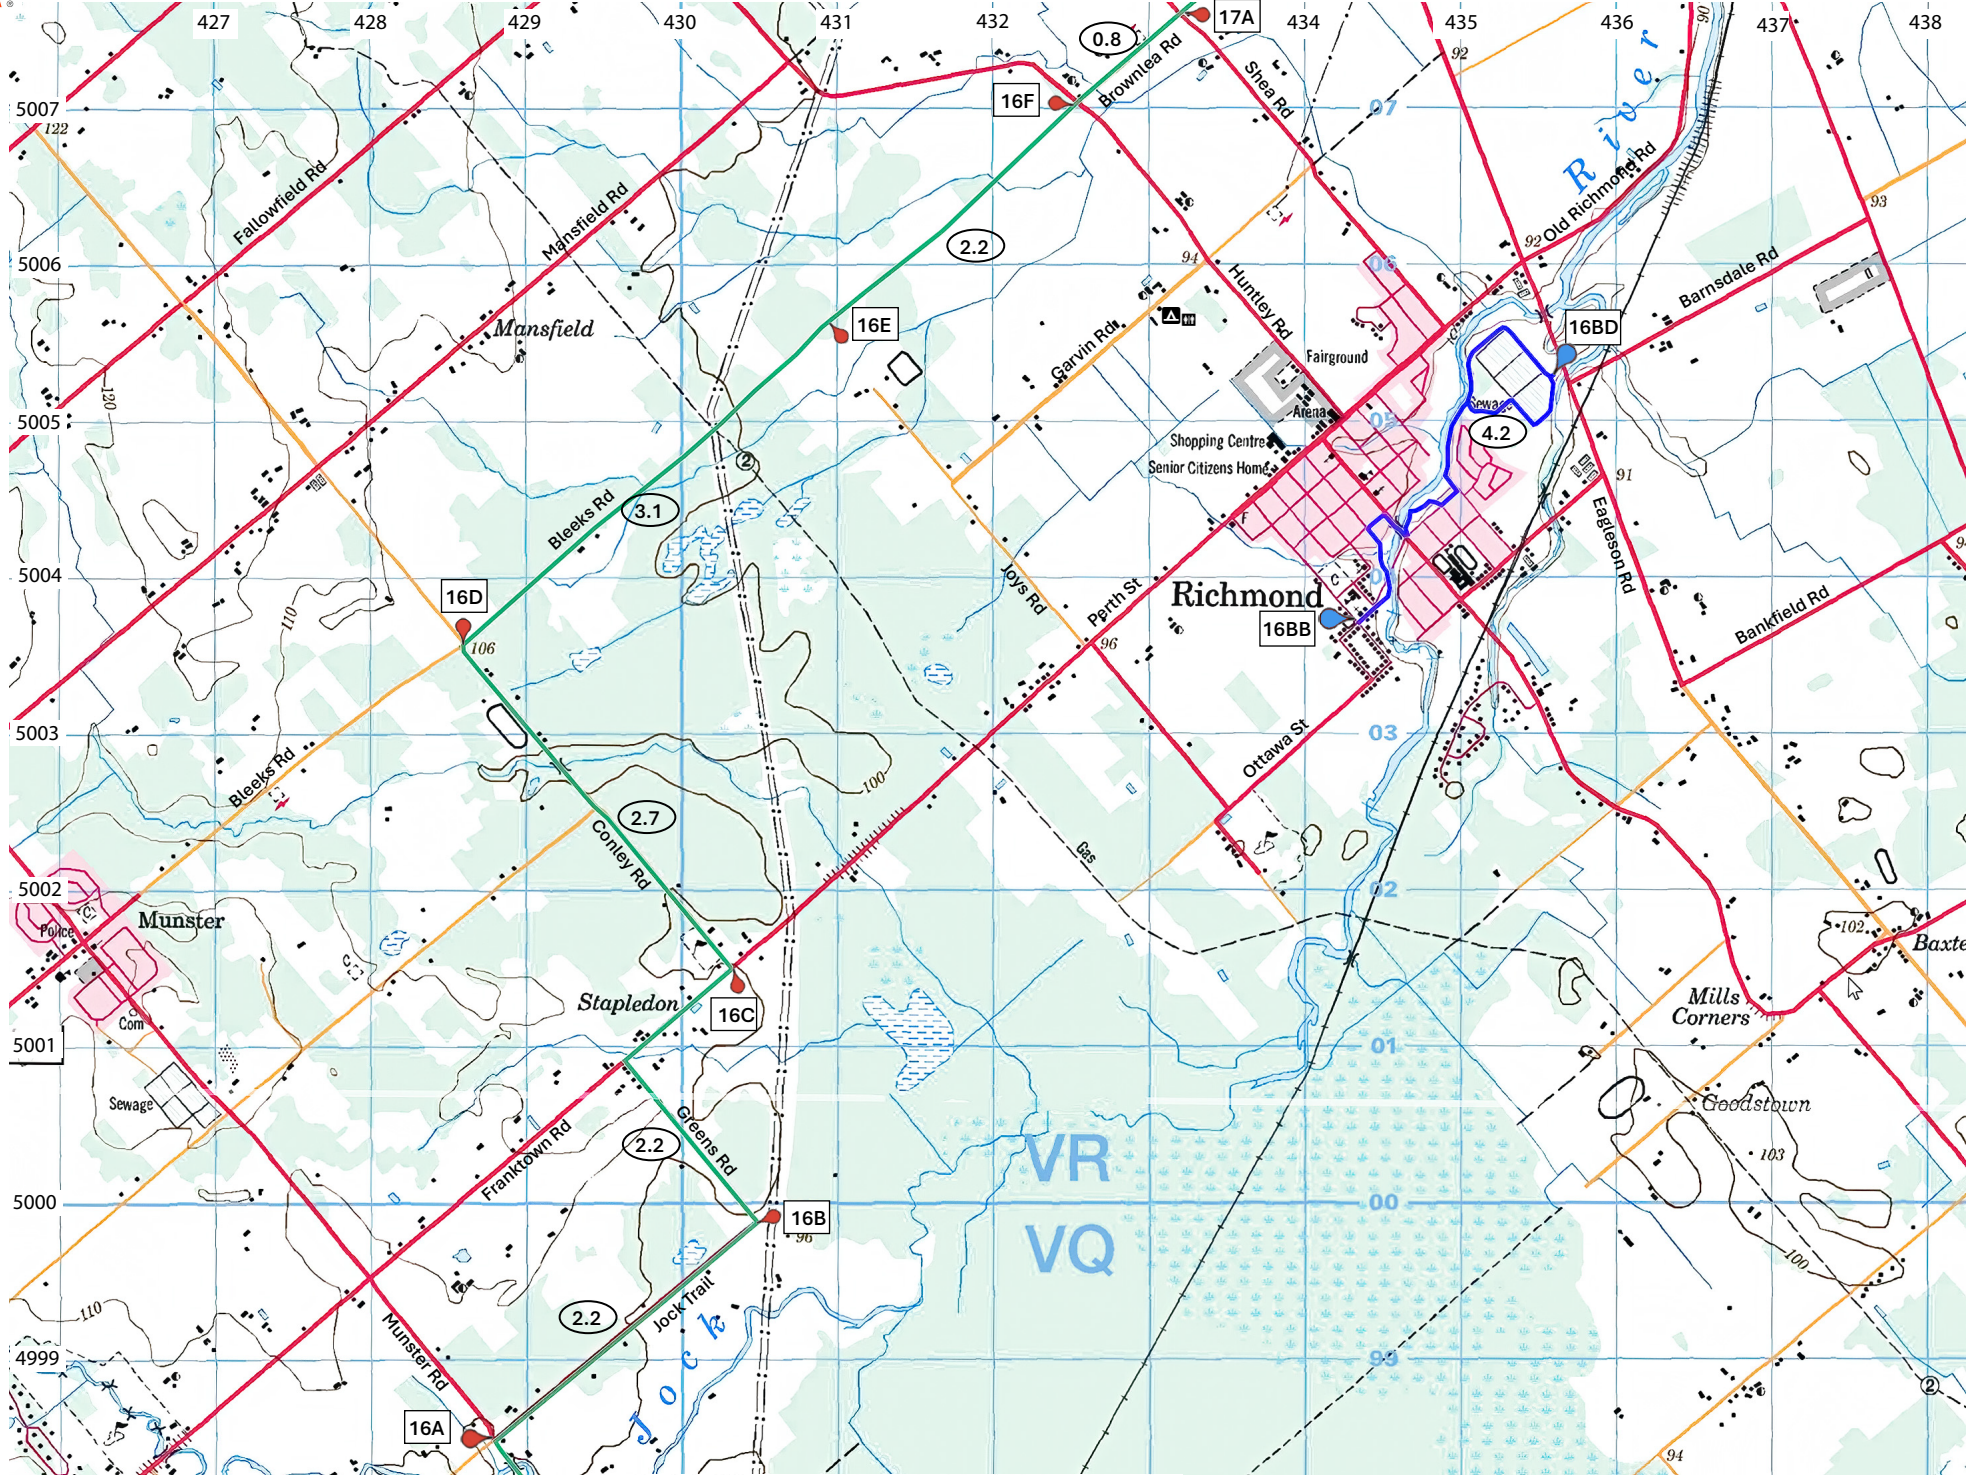 427 428 429 430 431 432 434 435 436 437 438
17A
0.8
90
Brownlea Rd
Shea Rd
92
River
16F
5007
07
122
Fallowfield Rd
Mansfield Rd
Old Richmond Rd
93
92
2.2
5006
94
06
Huntley Rd
Barnsdale Rd
Mansfield
16E
16BD
Garvin Rd
Fairground
120
Arena
Sewage
5005
05
4.2
Shopping Centre
Senior Citizens Home
2
91
Bleeks Rd
3.1
F
Eagleson Rd
5004
04
C
110
Joys Rd
Perth St
Richmond
16D
16BB
Bankfield Rd
106
96
5003
03
Ottawa St
Bleeks Rd
100
2.7
Conley Rd
Gas
5002
02
C
Munster
Police
102
Baxte
Stapledon
16C
Mills
Corners
Com
5001
01
Sewage
Goodstown
Greens Rd
Franktown Rd
2.2
VR
103
5000
00
16B
96
VQ
100
110
Jock Trail
2.2
Jock
Munster Rd
4999
99
2
16A
94